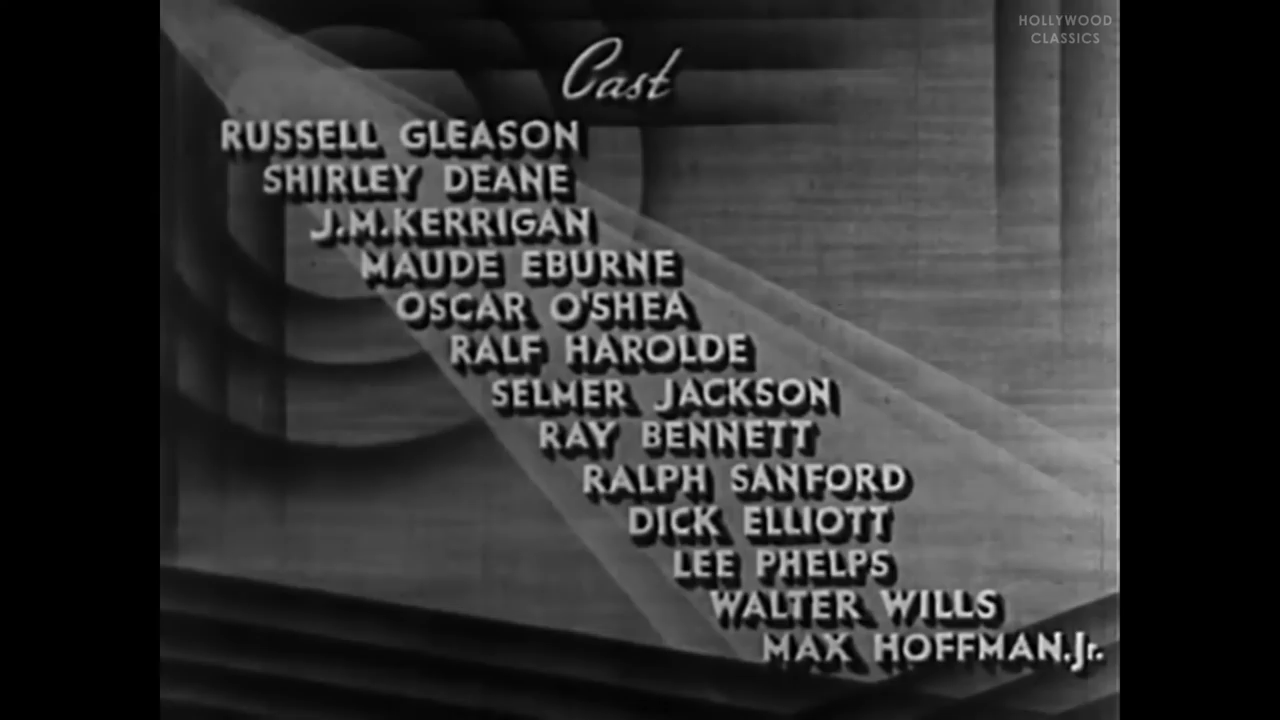 HOLLYWOOD
CLASSICS
Cast
RUSSELL GLEASON
SHIRLEY DEANE
J.M.KERRIGAN
MAUDE EBURNE
OSCAR O'SHEA
RALF HAROLDE
SELMER JACKSON
RAY BENNETT
RALPH SANFORD
DICK ELLIOTT
LEE PHELPS
WALTER WILLS
MAX HOFFMAN.Jr.